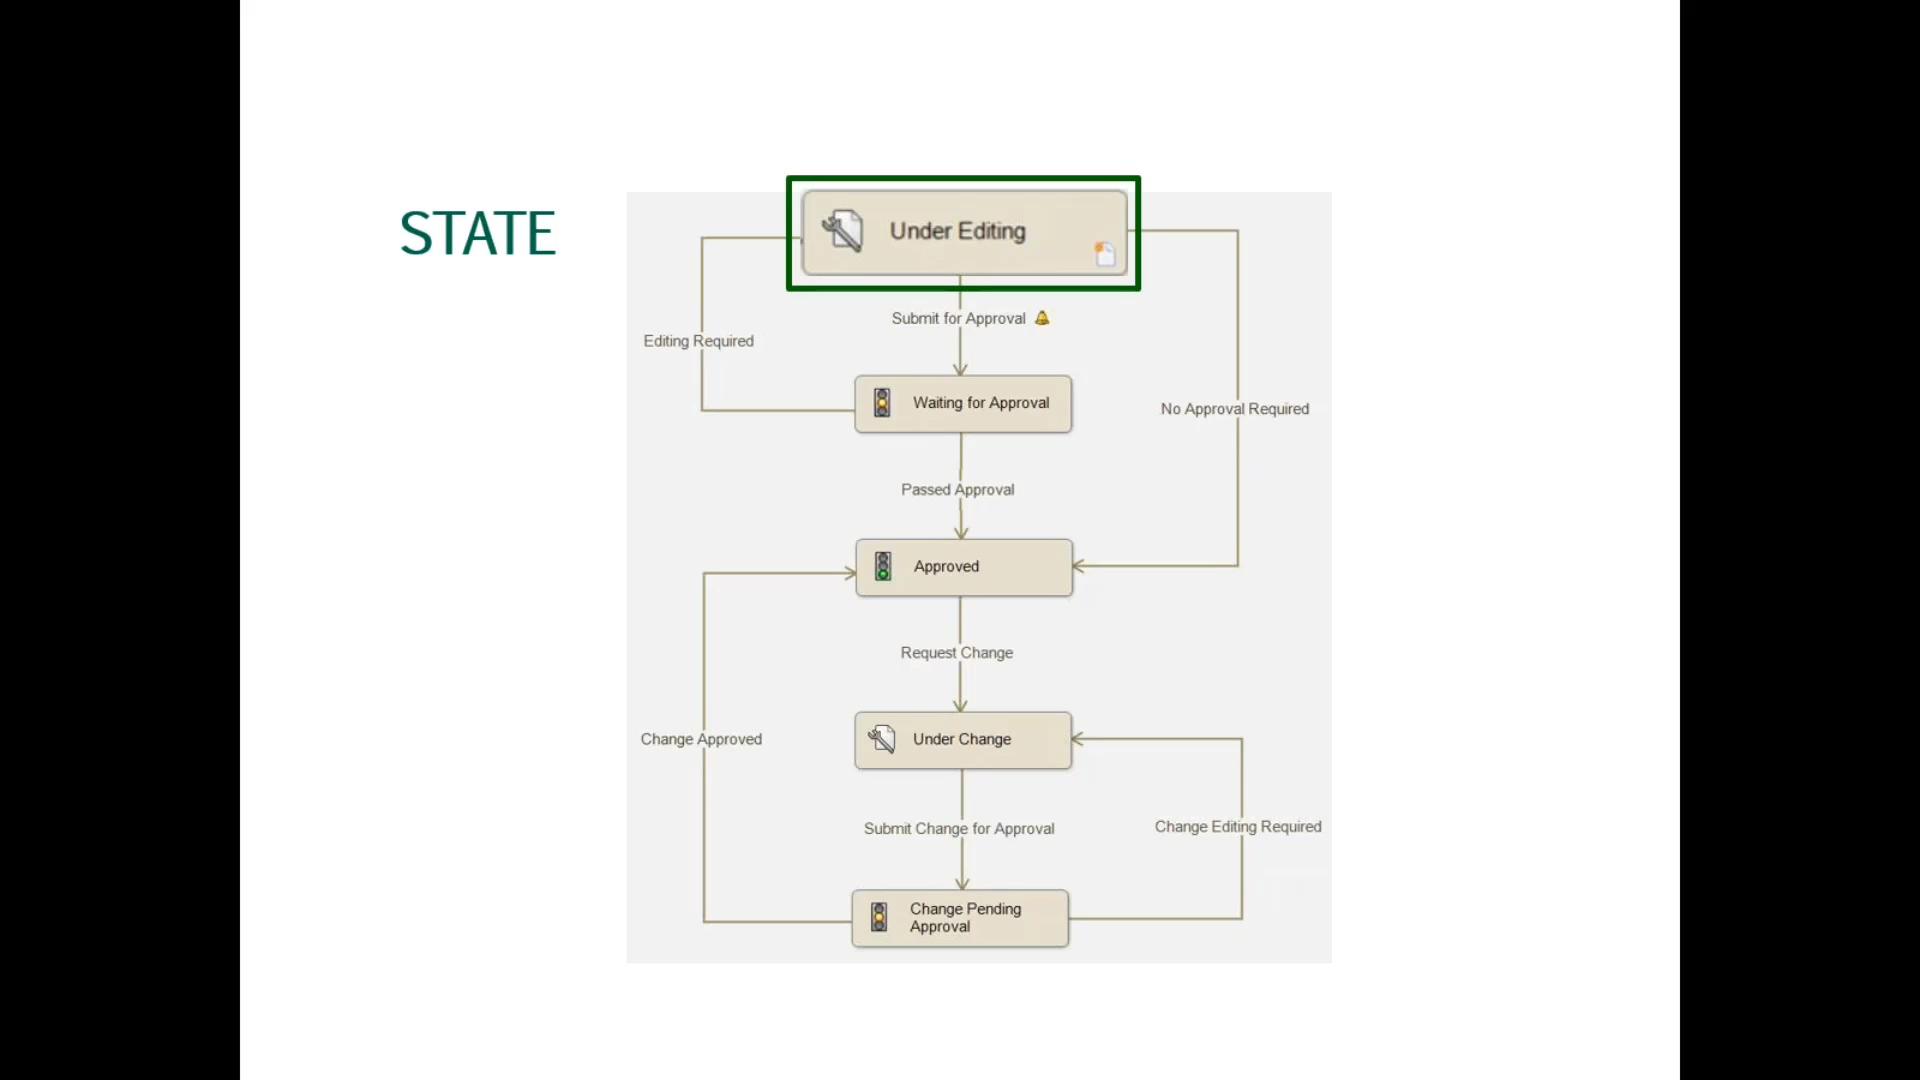 STATE
Under Editing
Submit for Approval
Editing Required
Waiting for Approval
No Approval Required
Passed Approval
Approved
Request Change
Under Change
Change Approved
Submit Change for Approval
Change Editing Required
Change Pending
Approval